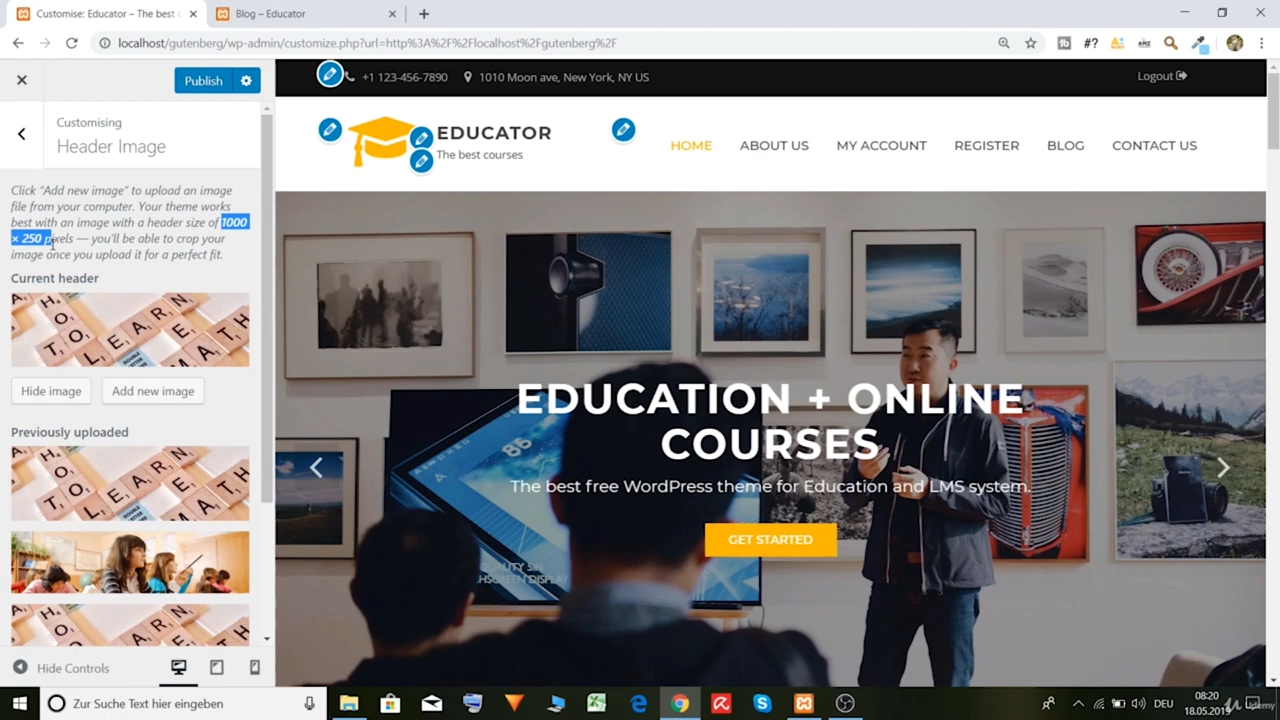 Customise: Educator – The best c
Blog – Educator
localhost/gutenberg/wp-admin/customize.php?url=http%3A%2F%2Flocalhost%2Fgutenberg%2F
#?
Publish
+1 123-456-7890
1010 Moon ave, New York, NY US
Logout
Customising
Header Image
EDUCATOR
The best courses
HOME
ABOUT US
MY ACCOUNT
REGISTER
BLOG
CONTACT US
Click "Add new image" to upload an image
file from your computer. Your theme works
best with an image with a header size of 1000
× 250 pixels — you'll be able to crop your
image once you upload it for a perfect fit.
Current header
Hide image
Add new image
Previously uploaded
EDUCATION + ONLINE
COURSES
The best free WordPress theme for Education and LMS system.
GET STARTED
Hide Controls
Zur Suche Text hier eingeben
DEU
08:20
18.05.2019